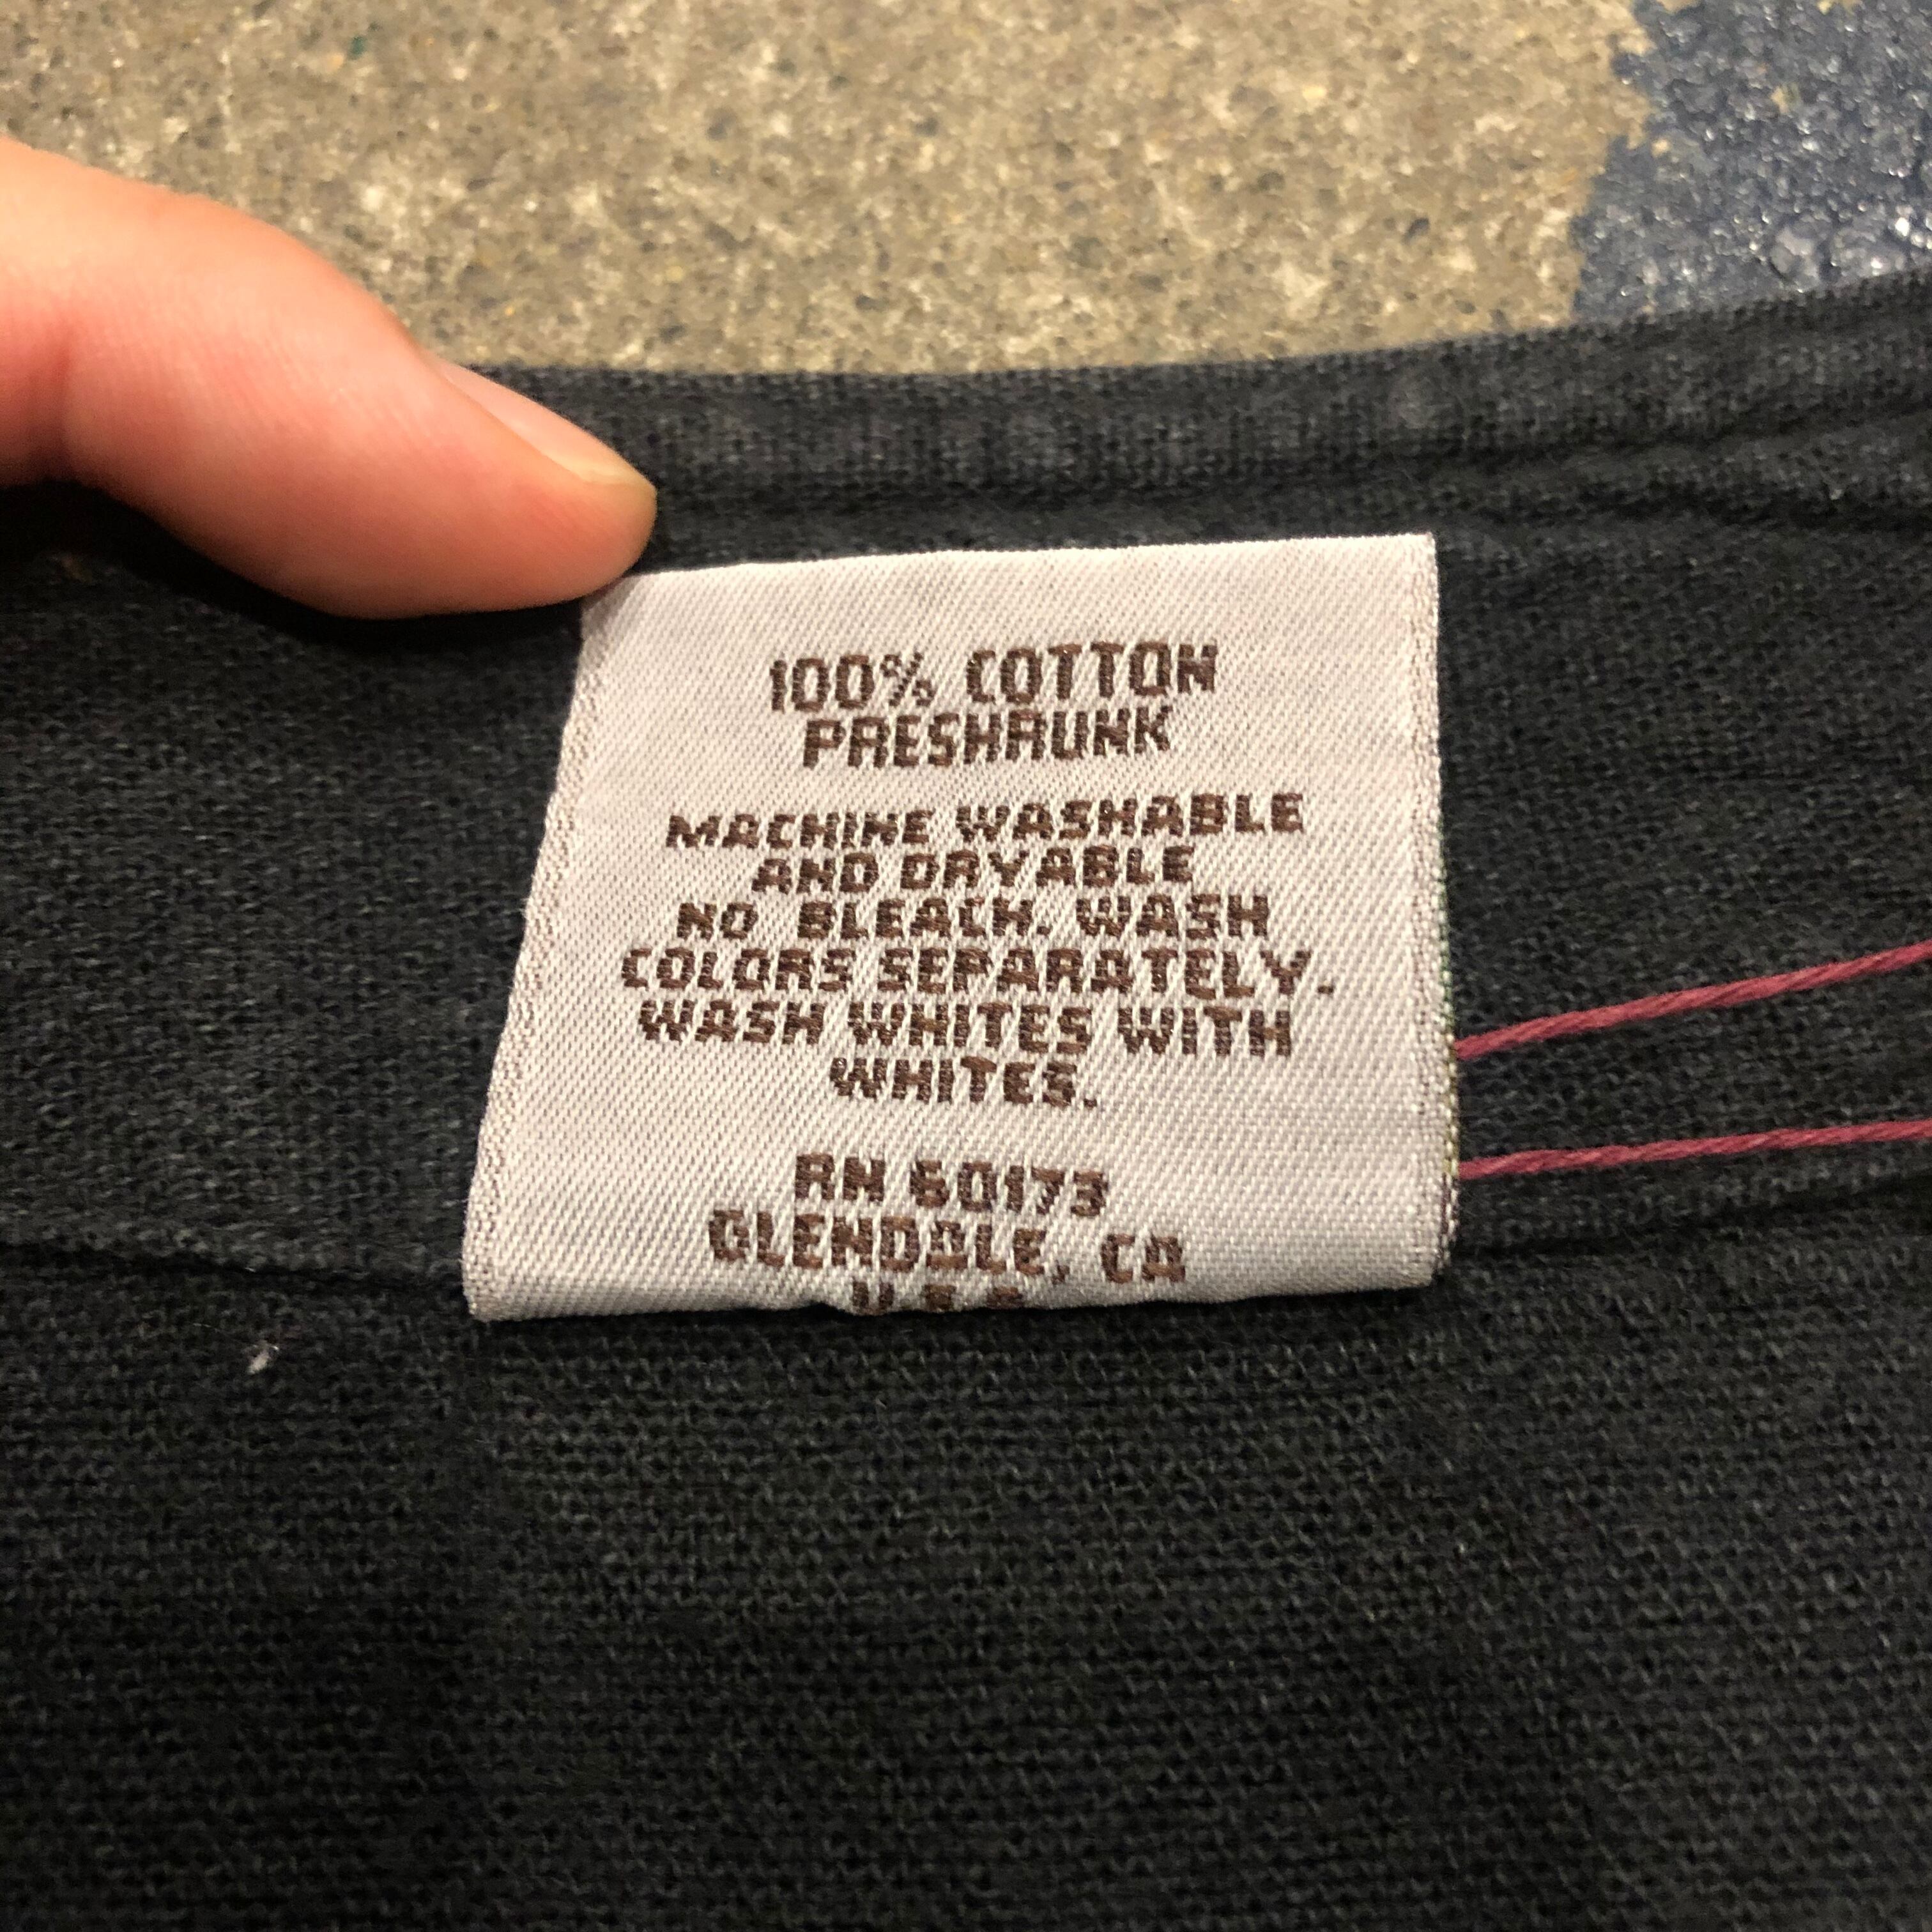 100% COTTON
PRESHRUNK
MACHINE WASHABLE
AND DRYABLE
NO BLEACH. WASH
COLORS SEPARATELY.
WASH WHITES WITH
WHITES.
RN 60173
GLENDALE, CA
U.S.A.